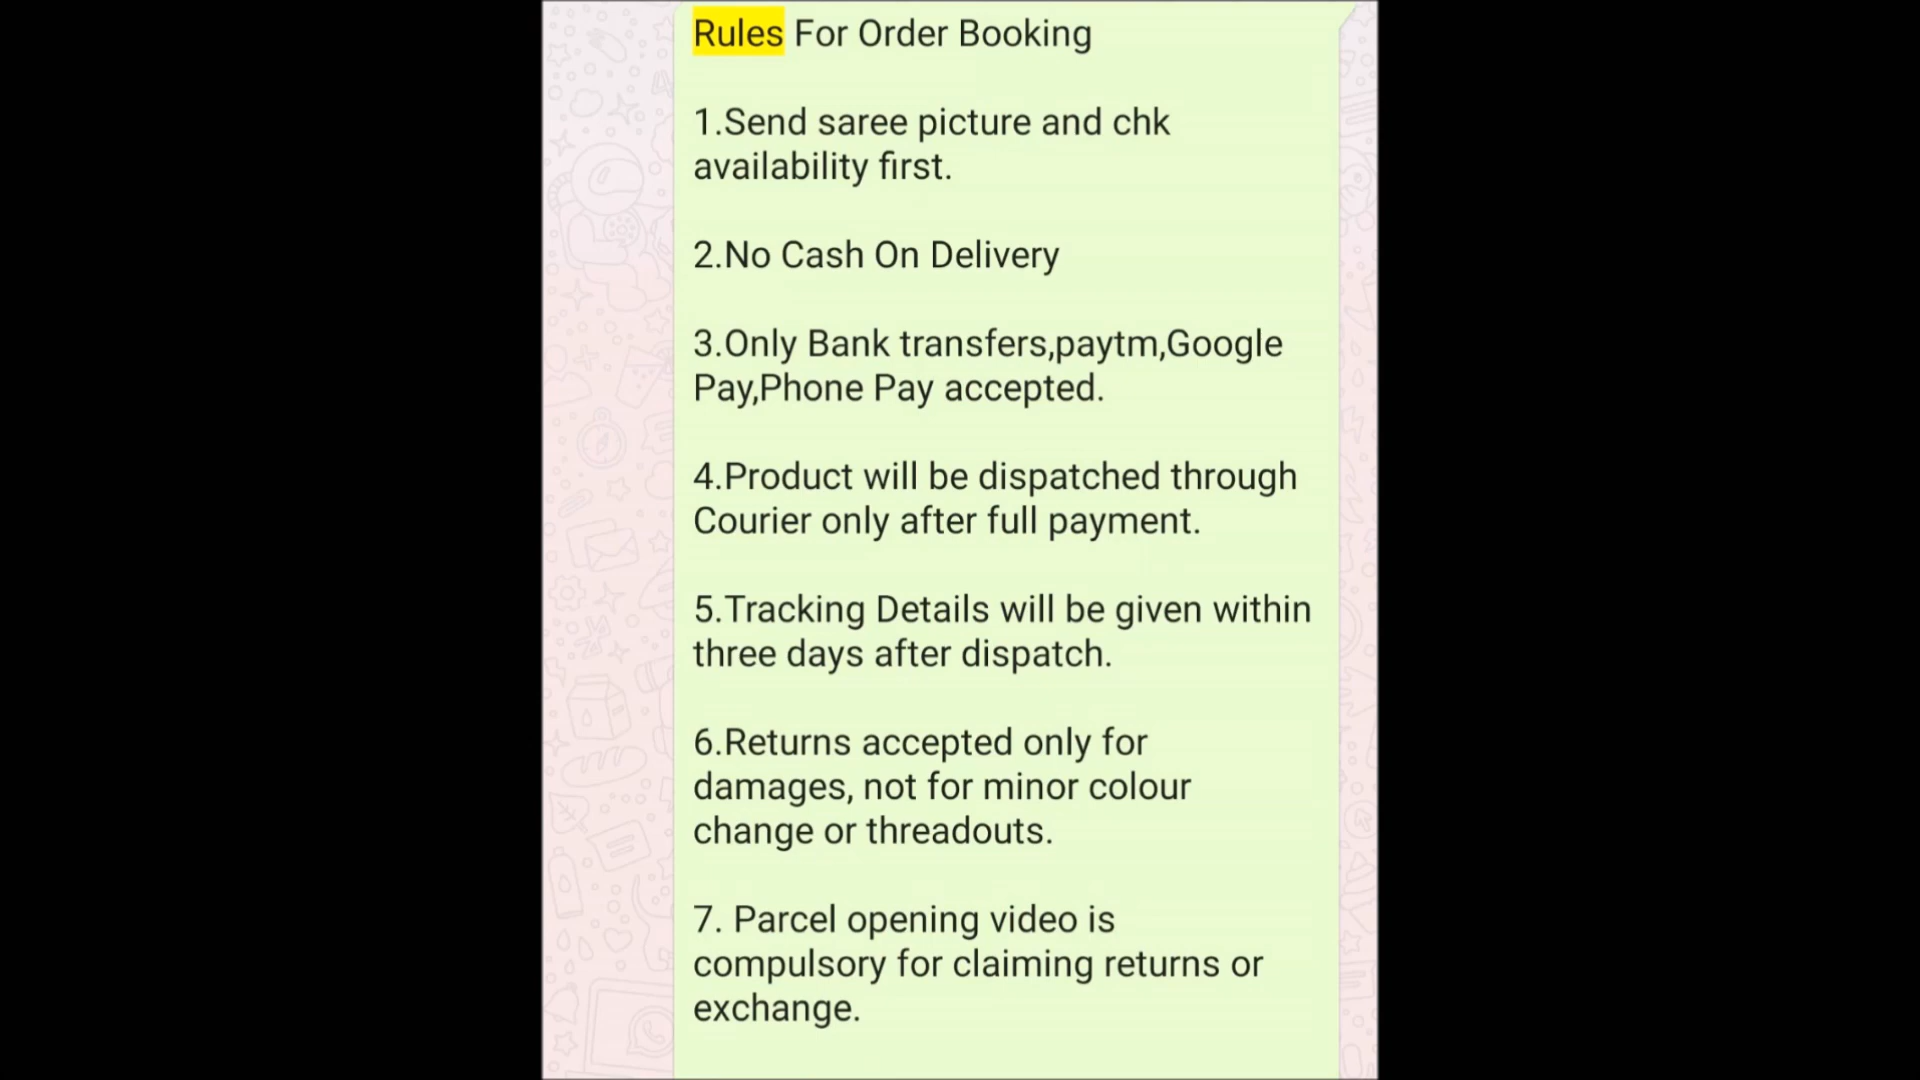 Rules For Order Booking
1.Send saree picture and chk
availability first.
2.No Cash On Delivery
3.Only Bank transfers,paytm,Google
Pay,Phone Pay accepted.
4.Product will be dispatched through
Courier only after full payment.
5.Tracking Details will be given within
three days after dispatch.
6.Returns accepted only for
damages, not for minor colour
change or threadouts.
7. Parcel opening video is
compulsory for claiming returns or
exchange.